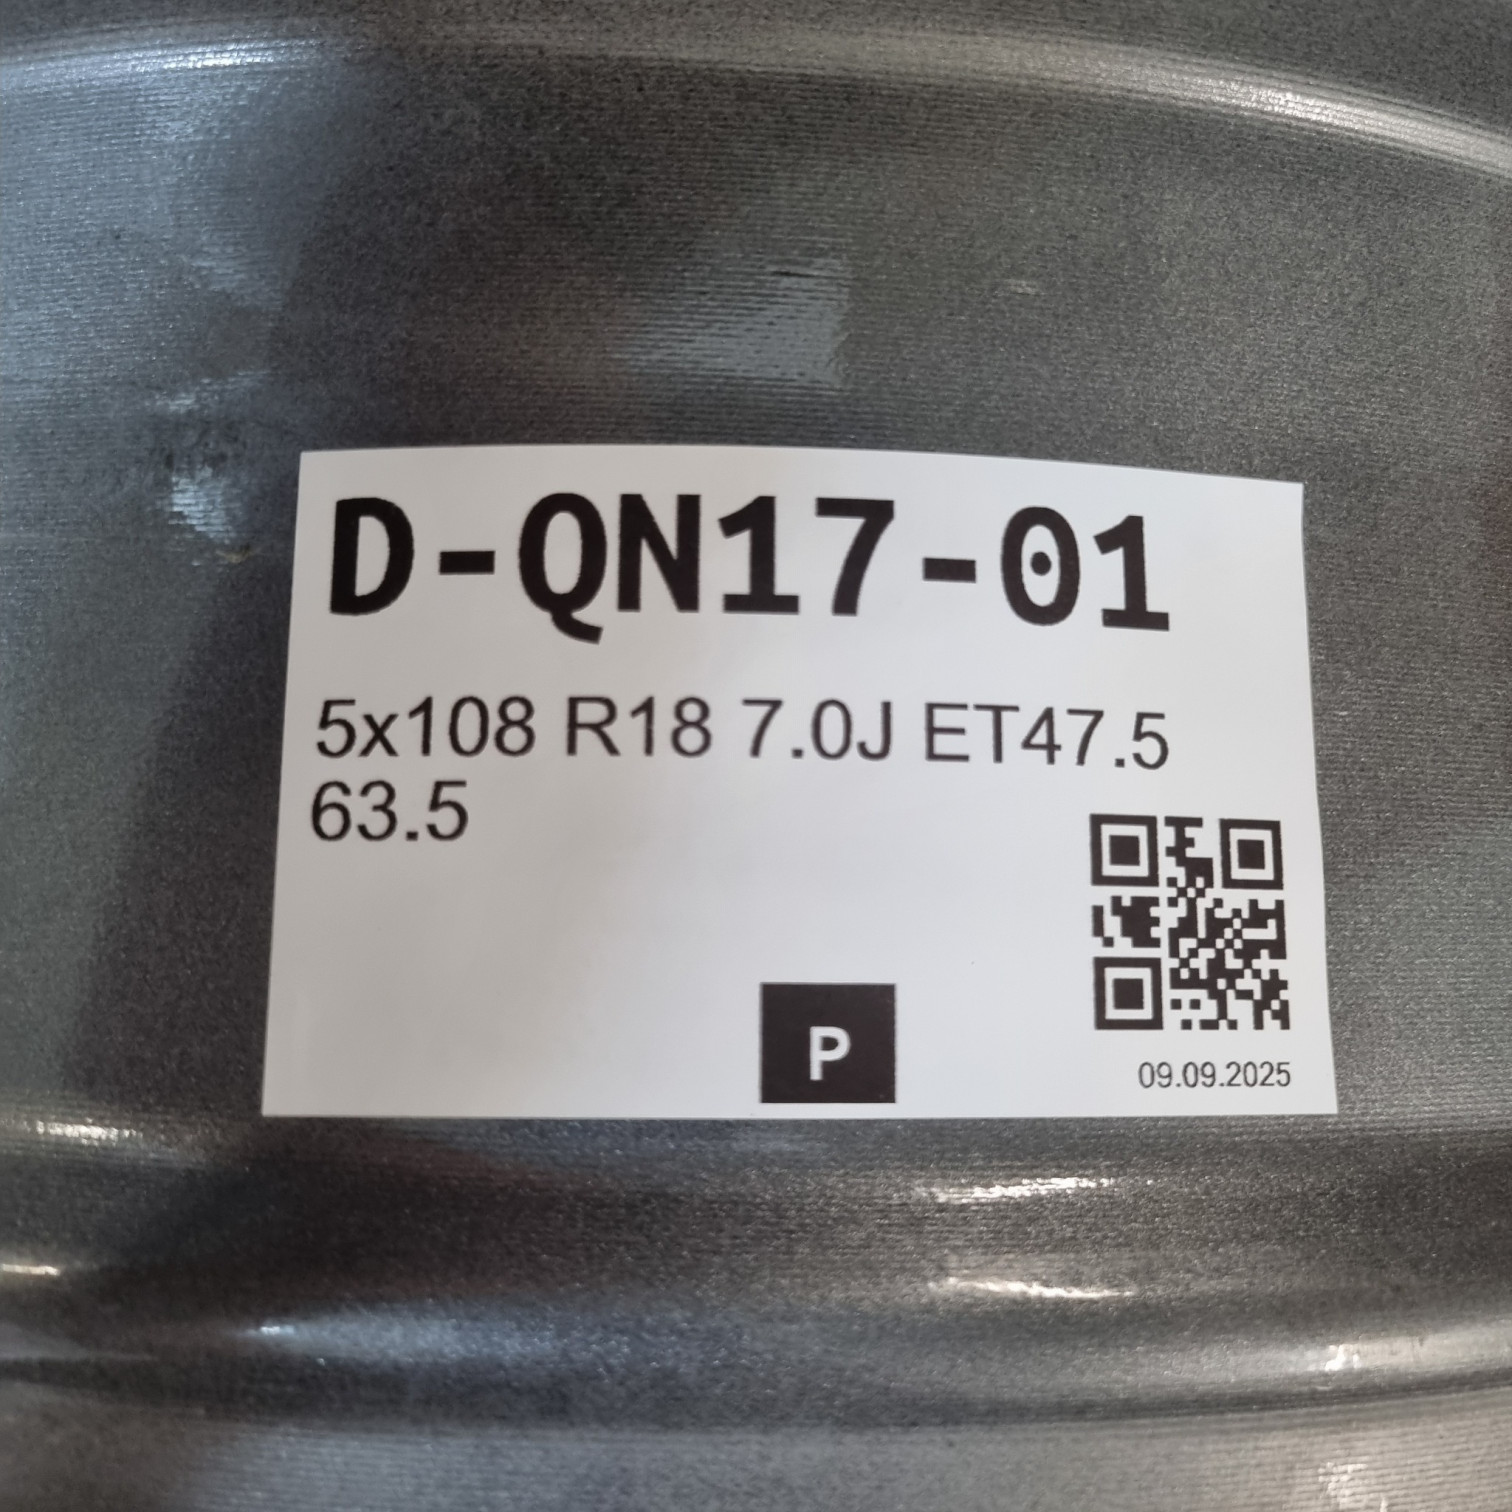 D-QN17-01
5x108 R18 7.0J ET47.5
63.5
P
09.09.2025